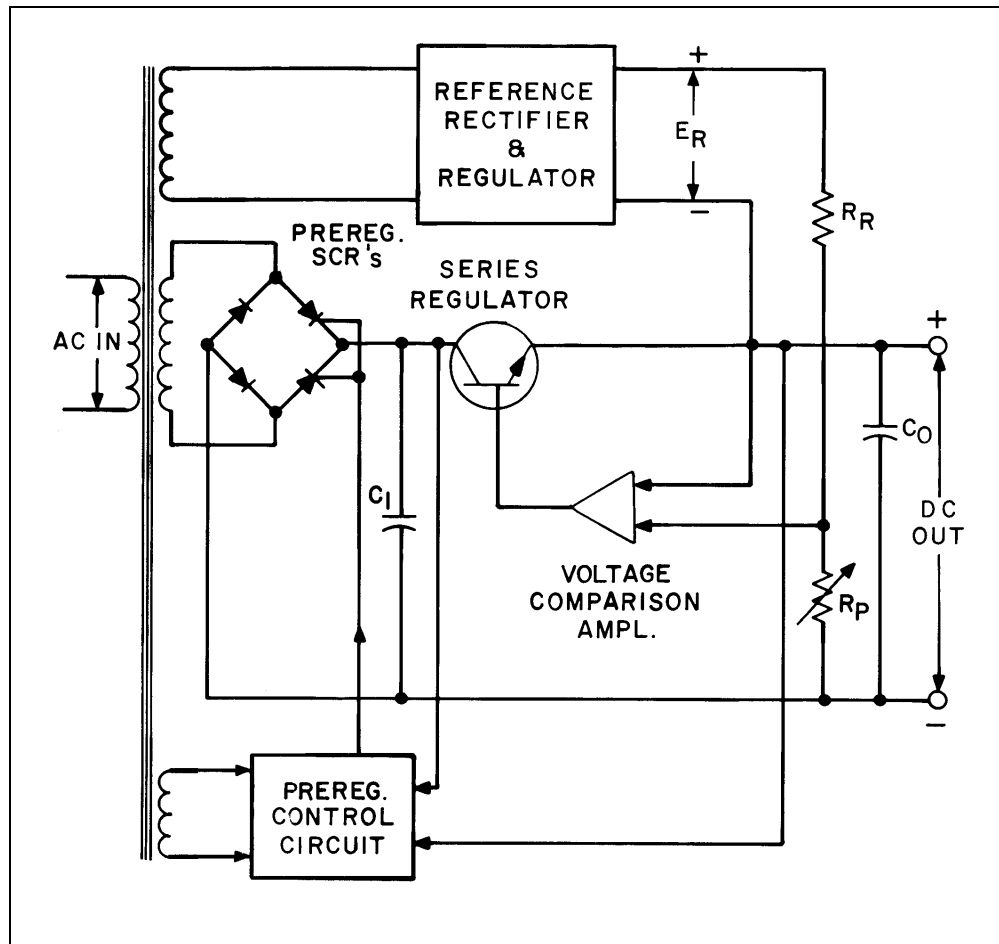 REFERENCE
RECTIFIER
&
REGULATOR
+
E_R
−
R_R
PREREG.
SCR's
SERIES
REGULATOR
AC IN
+
C_I
C_O
DC
OUT
VOLTAGE
COMPARISON
AMPL.
R_P
−
PREREG.
CONTROL
CIRCUIT